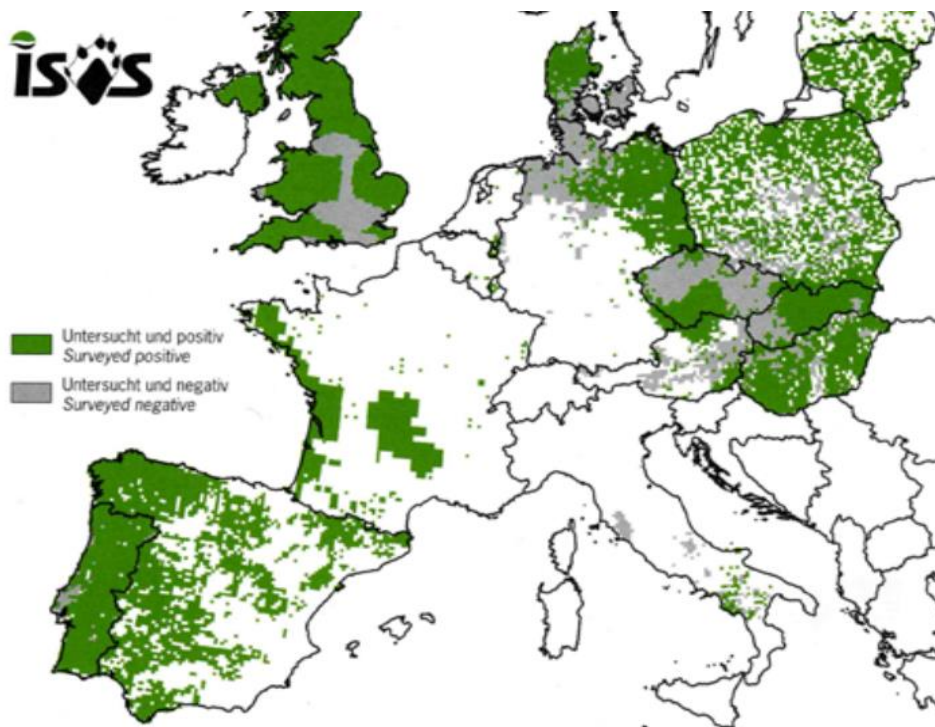 isos
Untersucht und positiv
Surveyed positive
Untersucht und negativ
Surveyed negative